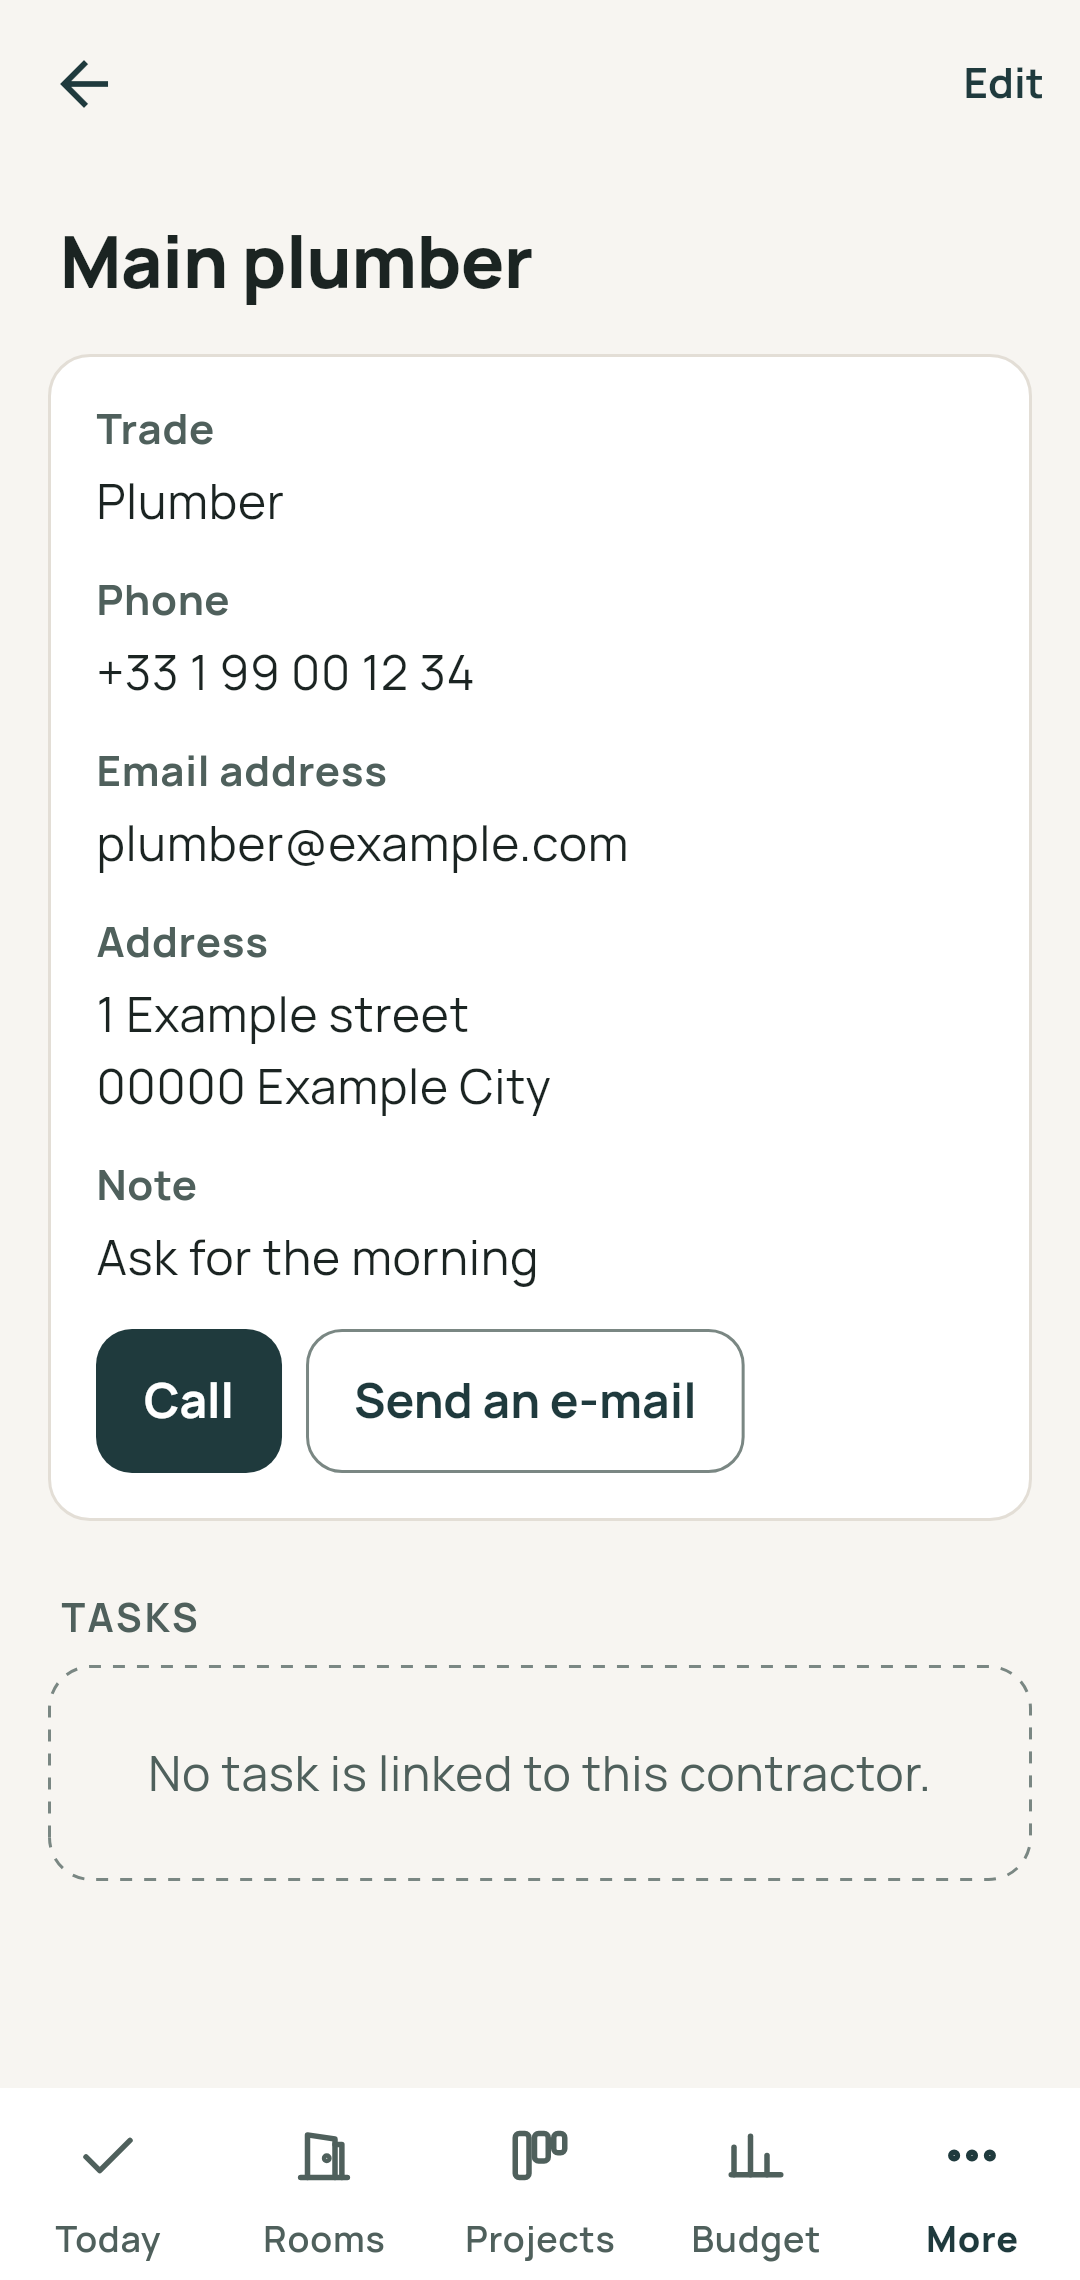 Edit
Main plumber
Trade
Plumber
Phone
+33 1 99 00 12 34
Email address
plumber@example.com
Address
1 Example street
00000 Example City
Note
Ask for the morning
Call
Send an e-mail
TASKS
No task is linked to this contractor.
Today
Rooms
Projects
Budget
More